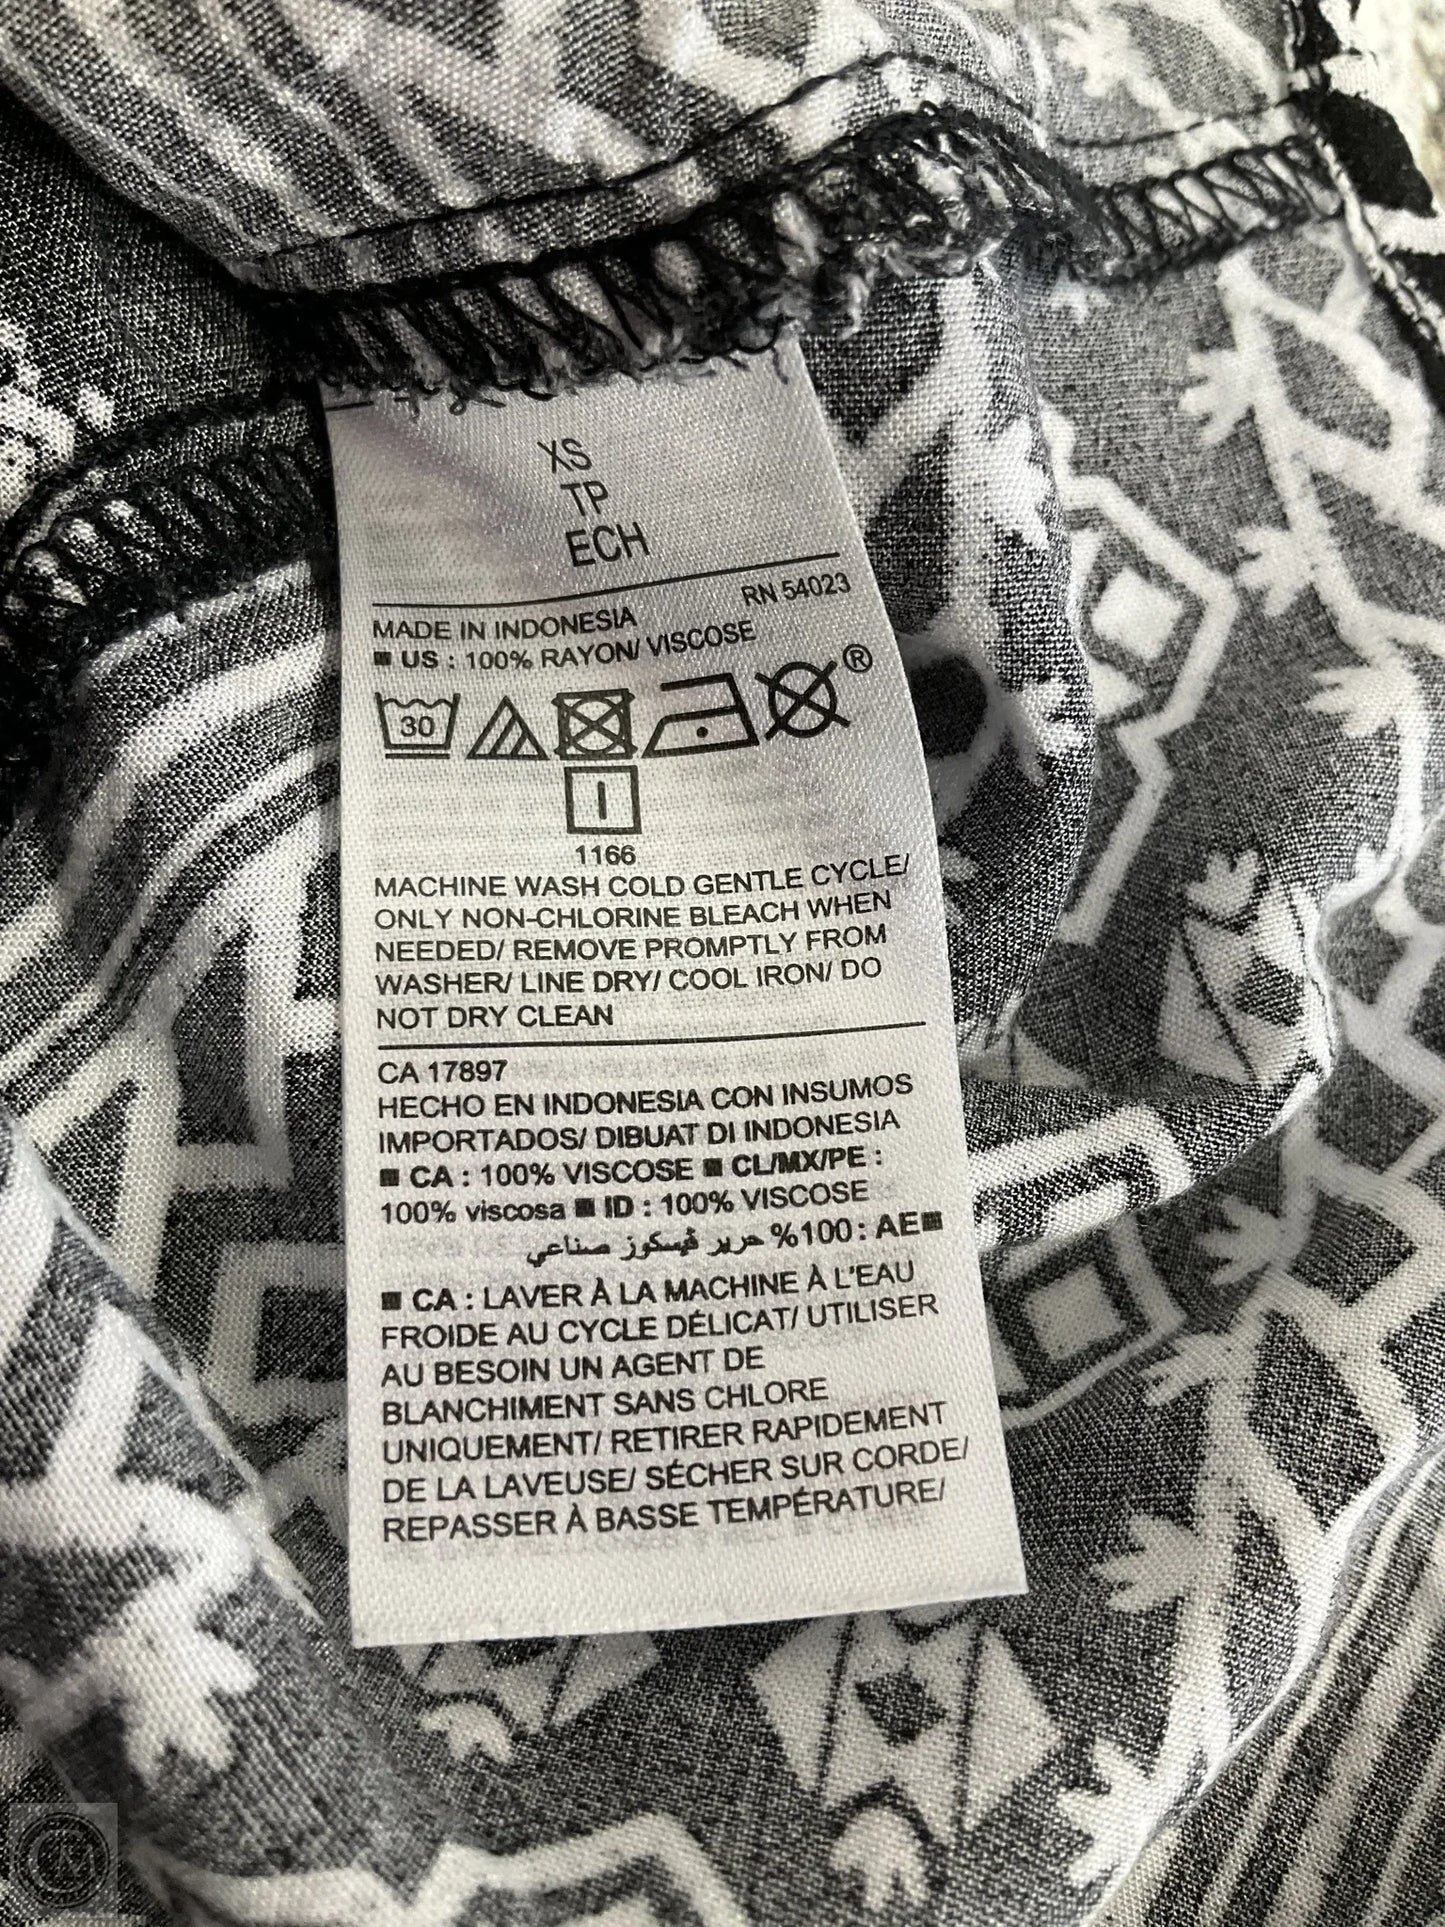 XS
TP
ECH
MADE IN INDONESIA RN 54023
■ US : 100% RAYON/ VISCOSE
30 ®
1166
MACHINE WASH COLD GENTLE CYCLE/
ONLY NON-CHLORINE BLEACH WHEN
NEEDED/ REMOVE PROMPTLY FROM
WASHER/ LINE DRY/ COOL IRON/ DO
NOT DRY CLEAN
CA 17897
HECHO EN INDONESIA CON INSUMOS
IMPORTADOS/ DIBUAT DI INDONESIA
■ CA : 100% VISCOSE ■ CL/MX/PE :
100% viscosa ■ ID : 100% VISCOSE
■AE : 100% حرير ڤيسكوز صناعي
■ CA : LAVER À LA MACHINE À L'EAU
FROIDE AU CYCLE DÉLICAT/ UTILISER
AU BESOIN UN AGENT DE
BLANCHIMENT SANS CHLORE
UNIQUEMENT/ RETIRER RAPIDEMENT
DE LA LAVEUSE/ SÉCHER SUR CORDE/
REPASSER À BASSE TEMPÉRATURE/